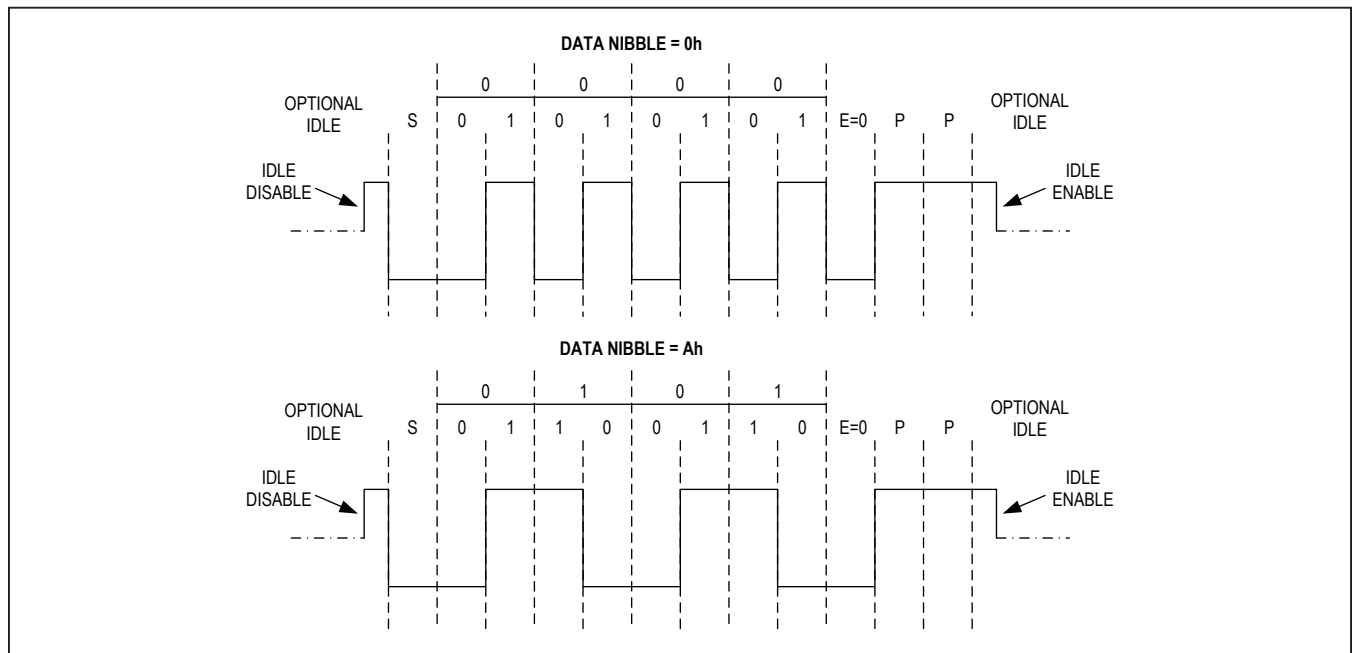 DATA NIBBLE = 0h
0 0 0 0
OPTIONAL
IDLE
S 0 1 0 1 0 1 0 1 E=0 P P
OPTIONAL
IDLE
IDLE
DISABLE
IDLE
ENABLE
DATA NIBBLE = Ah
0 1 0 1
OPTIONAL
IDLE
S 0 1 1 0 0 1 1 0 E=0 P P
OPTIONAL
IDLE
IDLE
DISABLE
IDLE
ENABLE